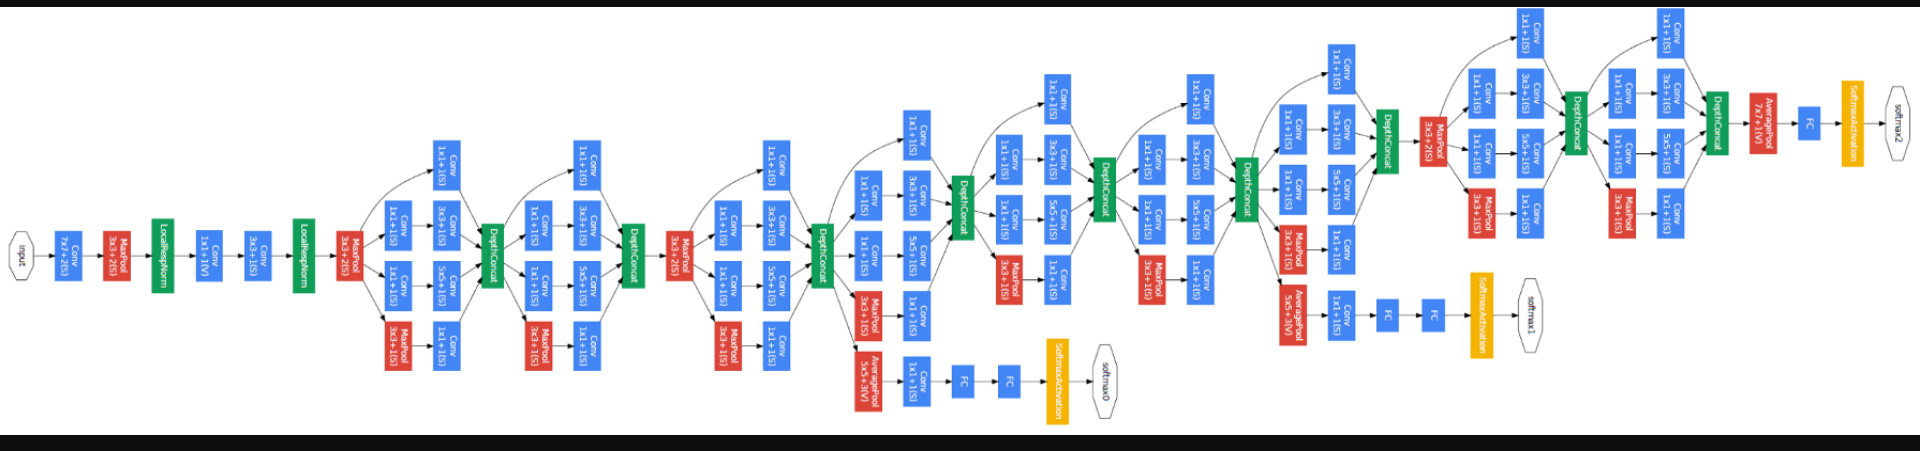 input
Conv
7x7+2(S)
MaxPool
3x3+2(S)
LocalRespNorm
Conv
1x1+1(V)
Conv
3x3+1(S)
LocalRespNorm
MaxPool
3x3+2(S)
Conv
1x1+1(S)
Conv
1x1+1(S)
MaxPool
3x3+1(S)
Conv
1x1+1(S)
Conv
3x3+1(S)
Conv
5x5+1(S)
Conv
1x1+1(S)
DepthConcat
Conv
1x1+1(S)
Conv
1x1+1(S)
MaxPool
3x3+1(S)
Conv
1x1+1(S)
Conv
3x3+1(S)
Conv
5x5+1(S)
Conv
1x1+1(S)
DepthConcat
MaxPool
3x3+2(S)
Conv
1x1+1(S)
Conv
1x1+1(S)
MaxPool
3x3+1(S)
Conv
1x1+1(S)
Conv
3x3+1(S)
Conv
5x5+1(S)
Conv
1x1+1(S)
DepthConcat
Conv
1x1+1(S)
Conv
1x1+1(S)
MaxPool
3x3+1(S)
AveragePool
5x5+3(V)
Conv
1x1+1(S)
Conv
3x3+1(S)
Conv
5x5+1(S)
Conv
1x1+1(S)
Conv
1x1+1(S)
DepthConcat
FC
FC
SoftmaxActivation
softmax0
Conv
1x1+1(S)
Conv
1x1+1(S)
MaxPool
3x3+1(S)
Conv
1x1+1(S)
Conv
3x3+1(S)
Conv
5x5+1(S)
Conv
1x1+1(S)
DepthConcat
Conv
1x1+1(S)
Conv
1x1+1(S)
MaxPool
3x3+1(S)
Conv
1x1+1(S)
Conv
3x3+1(S)
Conv
5x5+1(S)
Conv
1x1+1(S)
DepthConcat
Conv
1x1+1(S)
Conv
1x1+1(S)
MaxPool
3x3+1(S)
AveragePool
5x5+3(V)
Conv
1x1+1(S)
Conv
3x3+1(S)
Conv
5x5+1(S)
Conv
1x1+1(S)
Conv
1x1+1(S)
DepthConcat
FC
FC
SoftmaxActivation
softmax1
MaxPool
3x3+2(S)
Conv
1x1+1(S)
Conv
1x1+1(S)
MaxPool
3x3+1(S)
Conv
1x1+1(S)
Conv
3x3+1(S)
Conv
5x5+1(S)
Conv
1x1+1(S)
DepthConcat
Conv
1x1+1(S)
Conv
1x1+1(S)
MaxPool
3x3+1(S)
Conv
1x1+1(S)
Conv
3x3+1(S)
Conv
5x5+1(S)
Conv
1x1+1(S)
DepthConcat
AveragePool
7x7+1(V)
FC
SoftmaxActivation
softmax2